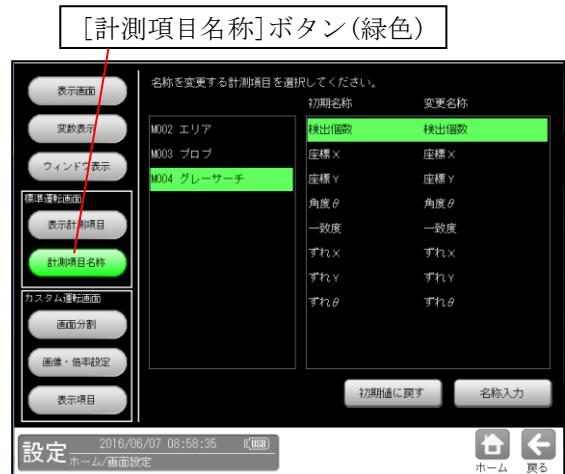 [計測項目名称]ボタン(緑色)
名称を変更する計測項目を選択してください。
初期名称 変更名称
表示画面
変数表示
ウィンドウ表示
標準運転画面
表示計測項目
計測項目名称
カスタム運転画面
画面分割
画像・倍率設定
表示項目
M002 エリア
M003 ブロブ
M004 グレーサーチ
検出個数 検出個数
座標X 座標X
座標Y 座標Y
角度θ 角度θ
一致度 一致度
ずれX ずれX
ずれY ずれY
ずれθ ずれθ
初期値に戻す 名称入力
設定 2016/06/07 08:58:35 USB
ホーム/画面設定
ホーム 戻る